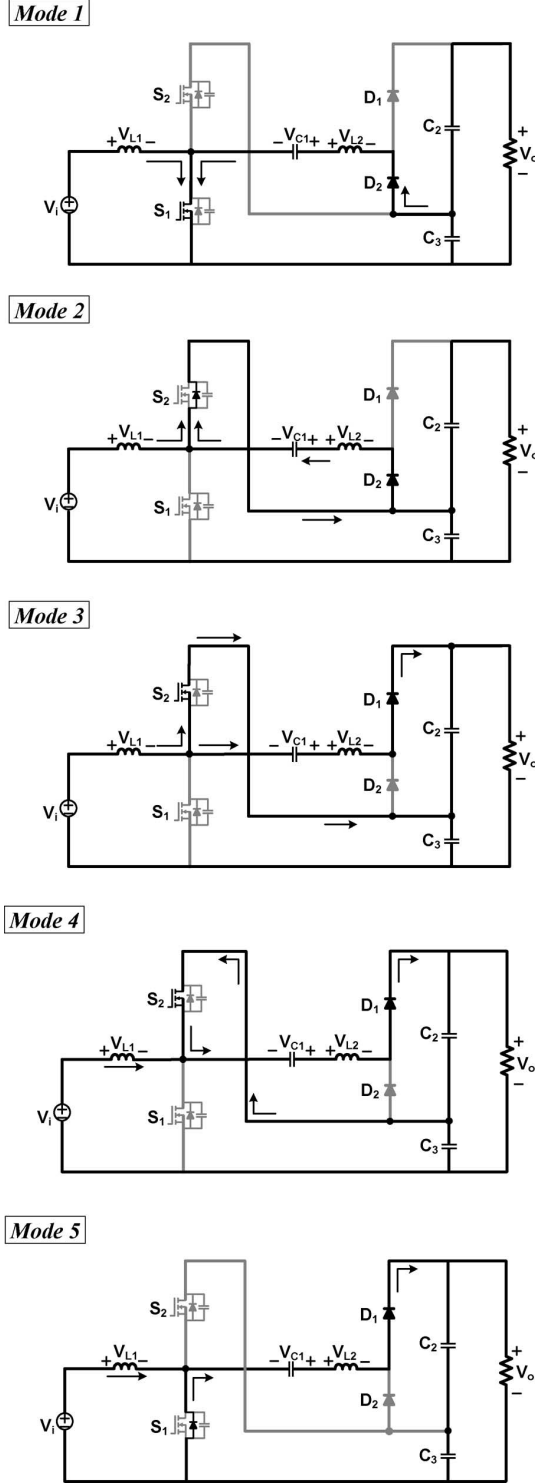 Mode 1
S2
D1
C2
+
+ VL1 −
− VC1 +
+ VL2 −
Vo
−
D2
Vi
S1
C3
Mode 2
S2
D1
C2
+
+ VL1 −
− VC1 +
+ VL2 −
Vo
−
D2
Vi
S1
C3
Mode 3
S2
D1
C2
+
+ VL1 −
− VC1 +
+ VL2 −
Vo
−
D2
Vi
S1
C3
Mode 4
S2
D1
C2
+
+ VL1 −
− VC1 +
+ VL2 −
Vo
−
D2
Vi
S1
C3
Mode 5
S2
D1
C2
+
+ VL1 −
− VC1 +
+ VL2 −
Vo
−
D2
Vi
S1
C3